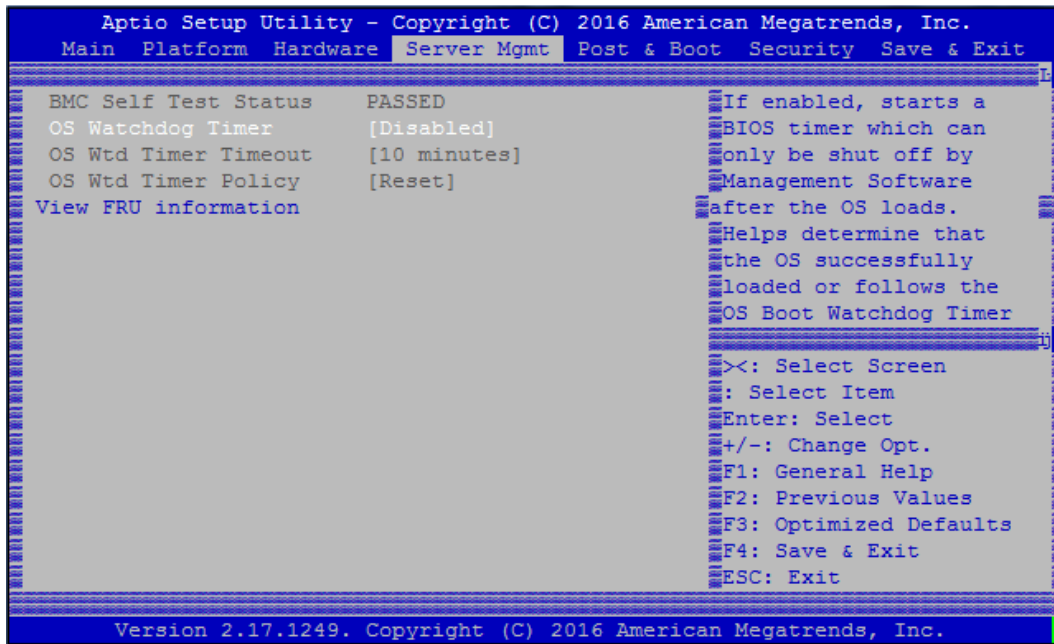 Aptio Setup Utility - Copyright (C) 2016 American Megatrends, Inc.
Main Platform Hardware Server Mgmt Post & Boot Security Save & Exit
BMC Self Test Status PASSED
OS Watchdog Timer [Disabled]
OS Wtd Timer Timeout [10 minutes]
OS Wtd Timer Policy [Reset]
View FRU information
If enabled, starts a
BIOS timer which can
only be shut off by
Management Software
after the OS loads.
Helps determine that
the OS successfully
loaded or follows the
OS Boot Watchdog Timer
><: Select Screen
: Select Item
Enter: Select
+/-: Change Opt.
F1: General Help
F2: Previous Values
F3: Optimized Defaults
F4: Save & Exit
ESC: Exit
Version 2.17.1249. Copyright (C) 2016 American Megatrends, Inc.